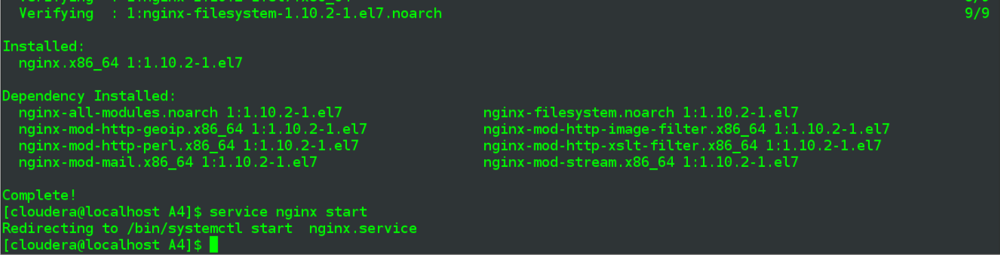 Verifying : 1:nginx-filesystem-1.10.2-1.el7.noarch 9/9
Installed:
nginx.x86_64 1:1.10.2-1.el7
Dependency Installed:
nginx-all-modules.noarch 1:1.10.2-1.el7 nginx-filesystem.noarch 1:1.10.2-1.el7
nginx-mod-http-geoip.x86_64 1:1.10.2-1.el7 nginx-mod-http-image-filter.x86_64 1:1.10.2-1.el7
nginx-mod-http-perl.x86_64 1:1.10.2-1.el7 nginx-mod-http-xslt-filter.x86_64 1:1.10.2-1.el7
nginx-mod-mail.x86_64 1:1.10.2-1.el7 nginx-mod-stream.x86_64 1:1.10.2-1.el7
Complete!
[cloudera@localhost A4]$ service nginx start
Redirecting to /bin/systemctl start  nginx.service
[cloudera@localhost A4]$